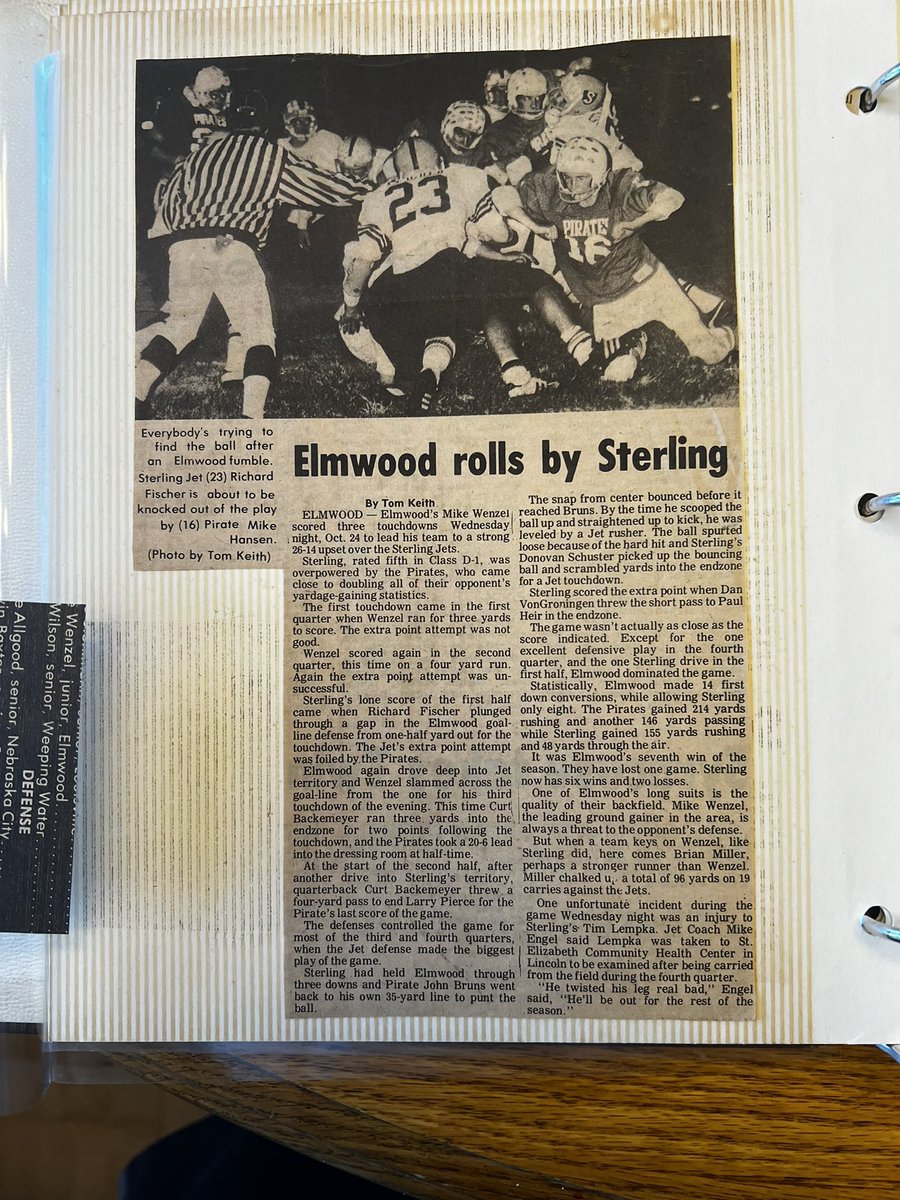 PIRATES
23
S
PIRATES
16
Everybody's trying to
find the ball after
an Elmwood fumble.
Sterling Jet (23) Richard
Fischer is about to be
knocked out of the play
by (16) Pirate Mike
Hansen.
(Photo by Tom Keith)
Elmwood rolls by Sterling
By Tom Keith
ELMWOOD — Elmwood's Mike Wenzel
scored three touchdowns Wednesday
night, Oct. 24 to lead his team to a strong
26-14 upset over the Sterling Jets.
Sterling, rated fifth in Class D-1, was
overpowered by the Pirates, who came
close to doubling all of their opponent's
yardage-gaining statistics.
The first touchdown came in the first
quarter when Wenzel ran for three yards
to score. The extra point attempt was not
good.
Wenzel scored again in the second
quarter, this time on a four yard run.
Again the extra point attempt was un-
successful.
Sterling's lone score of the first half
came when Richard Fischer plunged
through a gap in the Elmwood goal-
line defense from one-half yard out for the
touchdown. The Jet's extra point attempt
was foiled by the Pirates.
Elmwood again drove deep into Jet
territory and Wenzel slammed across the
goal-line from the one for his third
touchdown of the evening. This time Curt
Backemeyer ran three yards into the
endzone for two points following the
touchdown, and the Pirates took a 20-6 lead
into the dressing room at half-time.
At the start of the second half, after
another drive into Sterling's territory,
quarterback Curt Backemeyer threw a
four-yard pass to end Larry Pierce for the
Pirate's last score of the game.
The defenses controlled the game for
most of the third and fourth quarters,
when the Jet defense made the biggest
play of the game.
Sterling had held Elmwood through
three downs and Pirate John Bruns went
back to his own 35-yard line to punt the
ball.
The snap from center bounced before it
reached Bruns. By the time he scooped the
ball up and straightened up to kick, he was
leveled by a Jet rusher. The ball spurted
loose because of the hard hit and Sterling's
Donovan Schuster picked up the bouncing
ball and scrambled yards into the endzone
for a Jet touchdown.
Sterling scored the extra point when Dan
VonGroningen threw the short pass to Paul
Heir in the endzone.
The game wasn't actually as close as the
score indicated. Except for the one
excellent defensive play in the fourth
quarter, and the one Sterling drive in the
first half, Elmwood dominated the game.
Statistically, Elmwood made 14 first
down conversions, while allowing Sterling
only eight. The Pirates gained 214 yards
rushing and another 146 yards passing
while Sterling gained 155 yards rushing
and 48 yards through the air.
It was Elmwood's seventh win of the
season. They have lost one game. Sterling
now has six wins and two losses.
One of Elmwood's long suits is the
quality of their backfield. Mike Wenzel,
the leading ground gainer in the area, is
always a threat to the opponent's defense.
But when a team keys on Wenzel, like
Sterling did, here comes Brian Miller,
perhaps a stronger runner than Wenzel.
Miller chalked u, a total of 96 yards on 19
carries against the Jets.
One unfortunate incident during the
game Wednesday night was an injury to
Sterling's Tim Lempka. Jet Coach Mike
Engel said Lempka was taken to St.
Elizabeth Community Health Center in
Lincoln to be examined after being carried
from the field during the fourth quarter.
"He twisted his leg real bad," Engel
said, "He'll be out for the rest of the
season."
Wenzel, junior, Elmwood
Wilson, senior, Weeping Water
DEFENSE
Allgood, senior, Nebraska City